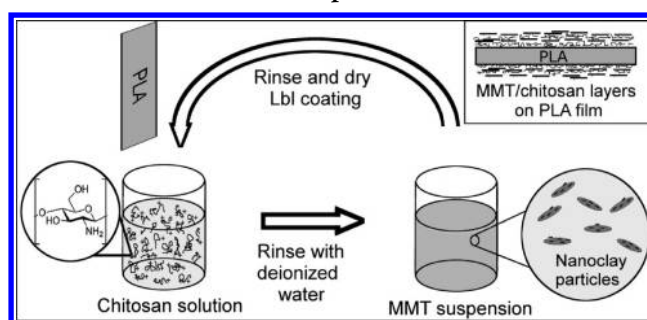 PLA
Rinse and dry
Lbl coating
PLA
MMT/chitosan layers
on PLA film
OH
O
O
HO
NH2
Chitosan solution
Rinse with
deionized
water
MMT suspension
Nanoclay
particles